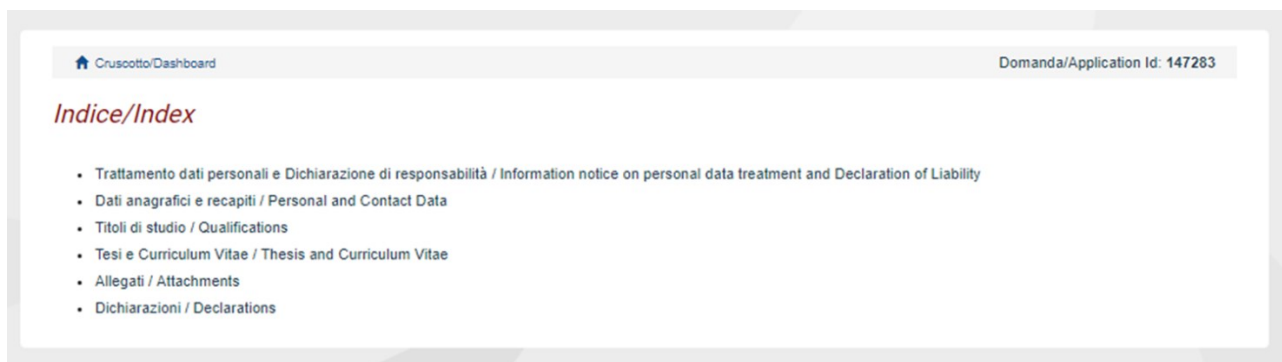 Cruscotto/Dashboard
Domanda/Application Id: 147283
Indice/Index
Trattamento dati personali e Dichiarazione di responsabilità / Information notice on personal data treatment and Declaration of Liability
Dati anagrafici e recapiti / Personal and Contact Data
Titoli di studio / Qualifications
Tesi e Curriculum Vitae / Thesis and Curriculum Vitae
Allegati / Attachments
Dichiarazioni / Declarations